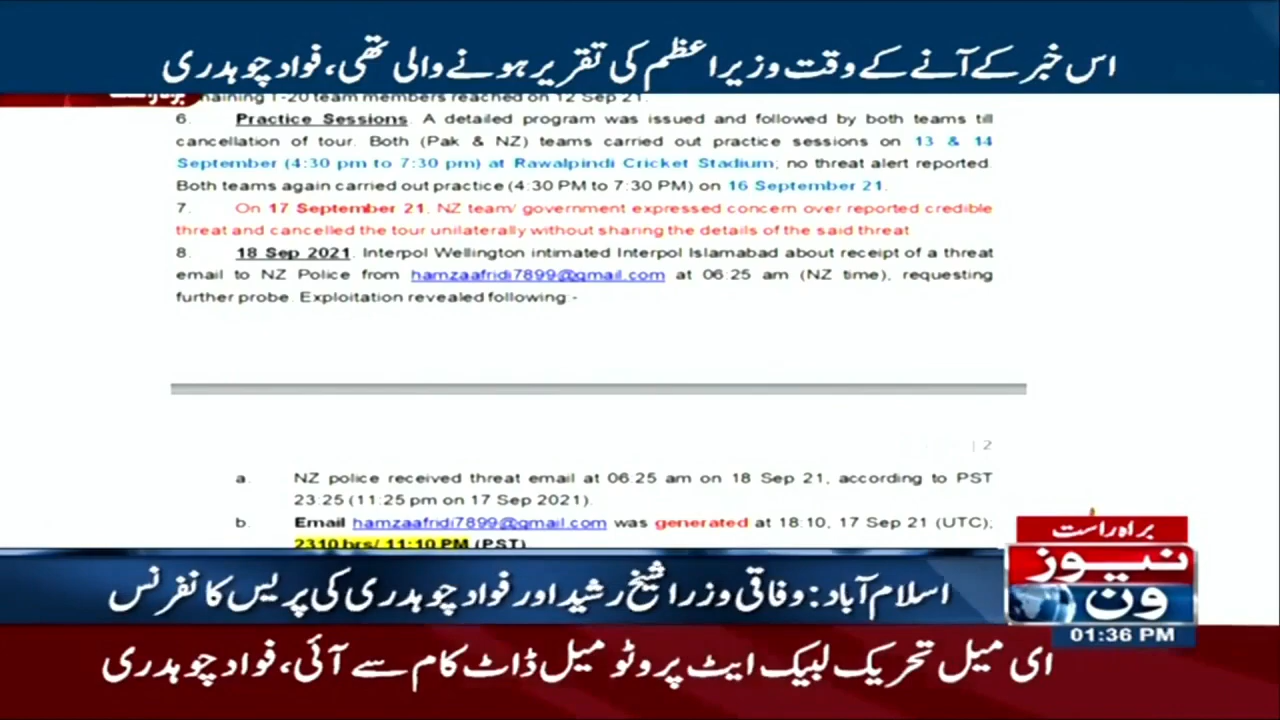 اس خبر کے آنے کے وقت وزیراعظم کی تقریر ہونے والی تھی، فواد چوہدری
T-20 team members reached on 12 Sep 21.
6. Practice Sessions. A detailed program was issued and followed by both teams till
cancellation of tour. Both (Pak & NZ) teams carried out practice sessions on 13 & 14
September (4:30 pm to 7:30 pm) at Rawalpindi Cricket Stadium; no threat alert reported.
Both teams again carried out practice (4:30 PM to 7:30 PM) on 16 September 21.
7. On 17 September 21, NZ team/ government expressed concern over reported credible
threat and cancelled the tour unilaterally without sharing the details of the said threat
8. 18 Sep 2021. Interpol Wellington intimated Interpol Islamabad about receipt of a threat
email to NZ Police from hamzaafridi7899@gmail.com at 06:25 am (NZ time), requesting
further probe. Exploitation revealed following:-
| 2
a. NZ police received threat email at 06:25 am on 18 Sep 21, according to PST
23:25 (11:25 pm on 17 Sep 2021).
b. Email hamzaafridi7899@gmail.com was generated at 18:10, 17 Sep 21 (UTC);
2310 hrs/ 11:10 PM (PST)
براہ راست
نیوز
ون
01:36 PM
اسلام آباد: وفاقی وزرا شیخ رشید اور فواد چوہدری کی پریس کانفرنس
ای میل تحریک لبیک ایٹ پروٹو میل ڈاٹ کام سے آئی، فواد چوہدری